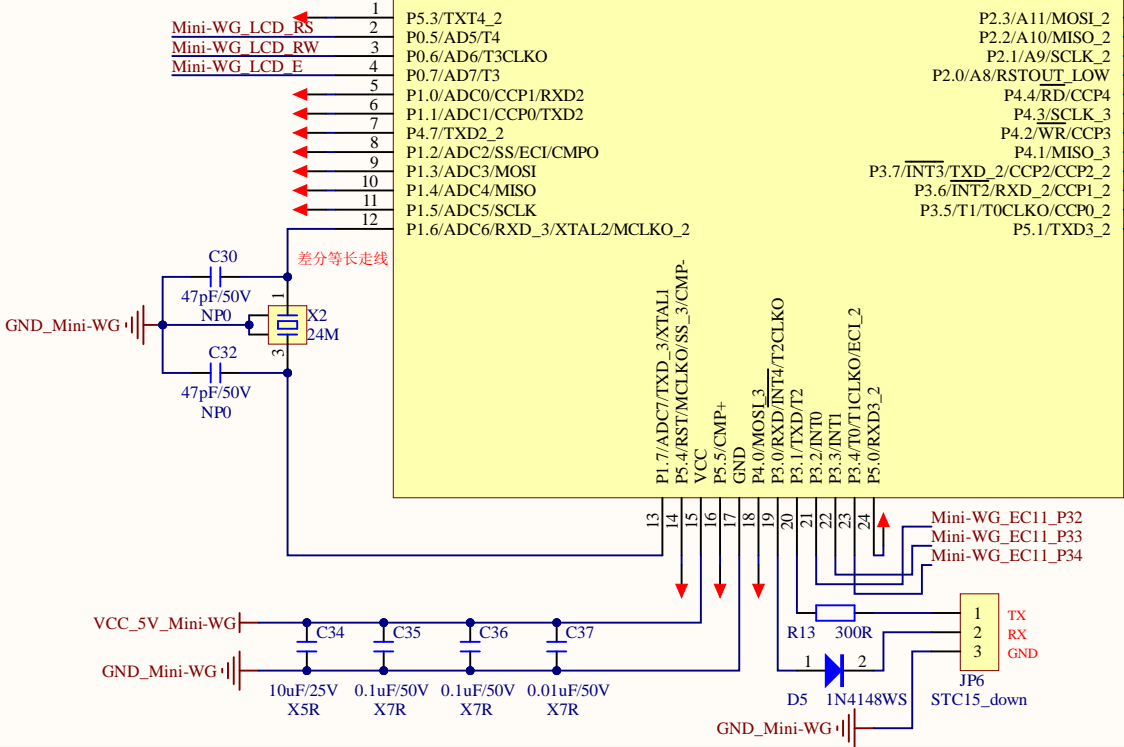 1 P5.3/TXT4_2
Mini-WG_LCD_RS 2 P0.5/AD5/T4
Mini-WG_LCD_RW 3 P0.6/AD6/T3CLKO
Mini-WG_LCD_E 4 P0.7/AD7/T3
5 P1.0/ADC0/CCP1/RXD2
6 P1.1/ADC1/CCP0/TXD2
7 P4.7/TXD2_2
8 P1.2/ADC2/SS/ECI/CMPO
9 P1.3/ADC3/MOSI
10 P1.4/ADC4/MISO
11 P1.5/ADC5/SCLK
12 P1.6/ADC6/RXD_3/XTAL2/MCLKO_2
P2.3/A11/MOSI_2
P2.2/A10/MISO_2
P2.1/A9/SCLK_2
P2.0/A8/RSTOUT_LOW
P4.4/RD/CCP4
P4.3/SCLK_3
P4.2/WR/CCP3
P4.1/MISO_3
P3.7/INT3/TXD_2/CCP2/CCP2_2
P3.6/INT2/RXD_2/CCP1_2
P3.5/T1/T0CLKO/CCP0_2
P5.1/TXD3_2
差分等长走线
C30
47pF/50V
NP0
GND_Mini-WG
1
X2
24M
3
C32
47pF/50V
NP0
P1.7/ADC7/TXD_3/XTAL1
P5.4/RST/MCLKO/SS_3/CMP-
VCC
P5.5/CMP+
GND
P4.0/MOSI_3
P3.0/RXD/INT4/T2CLKO
P3.1/TXD/T2
P3.2/INT0
P3.3/INT1
P3.4/T0/T1CLKO/ECI_2
P5.0/RXD3_2
13
14
15
16
17
18
19
20
21
22
23
24
Mini-WG_EC11_P32
Mini-WG_EC11_P33
Mini-WG_EC11_P34
VCC_5V_Mini-WG
GND_Mini-WG
C34
10uF/25V
X5R
C35
0.1uF/50V
X7R
C36
0.1uF/50V
X7R
C37
0.01uF/50V
X7R
R13 300R
1 2
D5 1N4148WS
1 TX
2 RX
3 GND
JP6
STC15_down
GND_Mini-WG